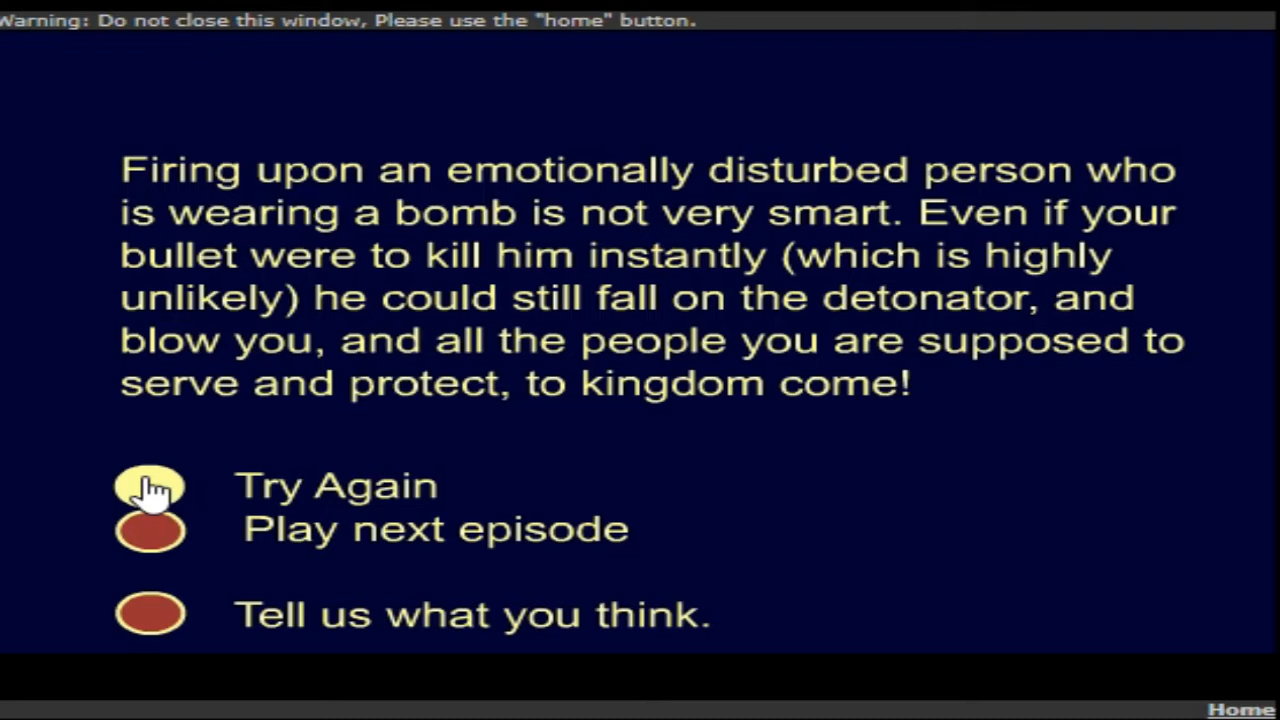 Warning: Do not close this window, Please use the "home" button.
Firing upon an emotionally disturbed person who
is wearing a bomb is not very smart. Even if your
bullet were to kill him instantly (which is highly
unlikely) he could still fall on the detonator, and
blow you, and all the people you are supposed to
serve and protect, to kingdom come!
Try Again
Play next episode
Tell us what you think.
Home